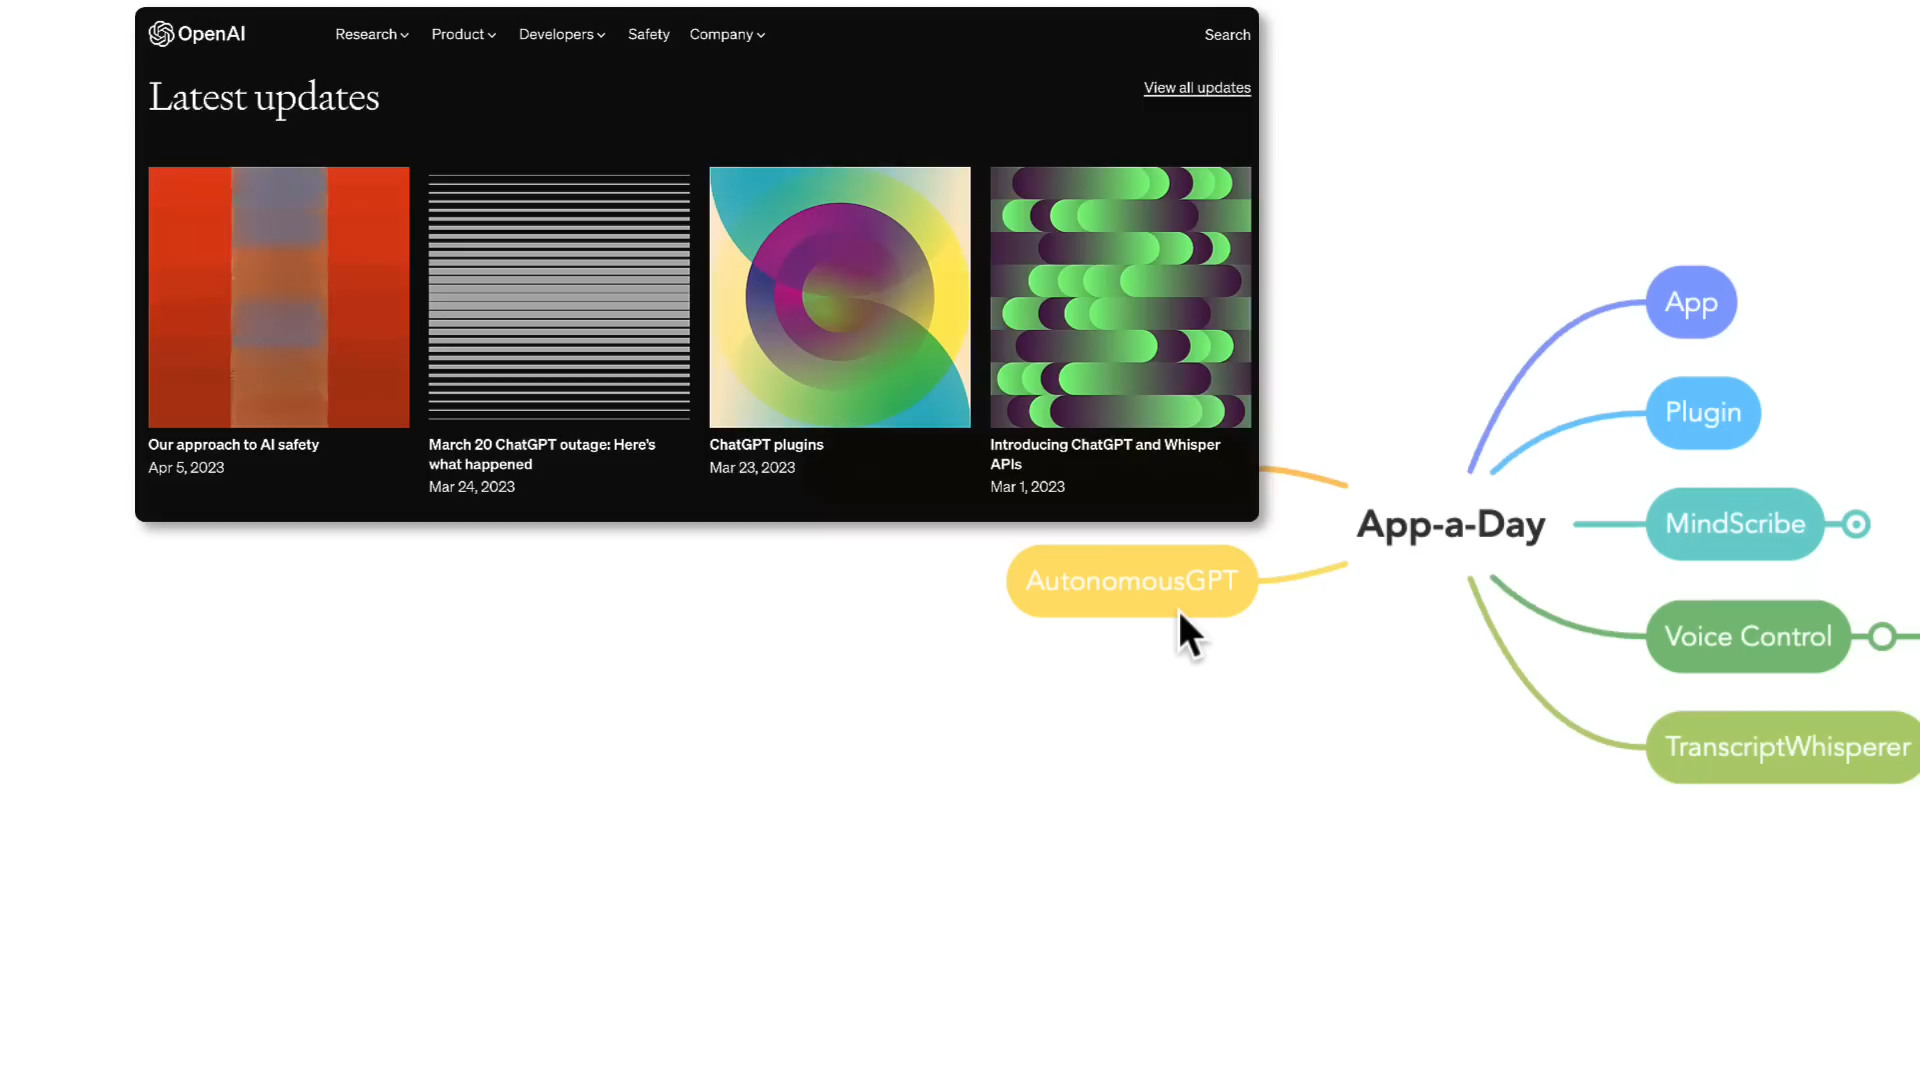 OpenAI
Research
Product
Developers
Safety
Company
Search
Latest updates
View all updates
Our approach to AI safety
Apr 5, 2023
March 20 ChatGPT outage: Here's
what happened
Mar 24, 2023
ChatGPT plugins
Mar 23, 2023
Introducing ChatGPT and Whisper
APIs
Mar 1, 2023
App-a-Day
AutonomousGPT
App
Plugin
MindScribe
Voice Control
TranscriptWhisperer